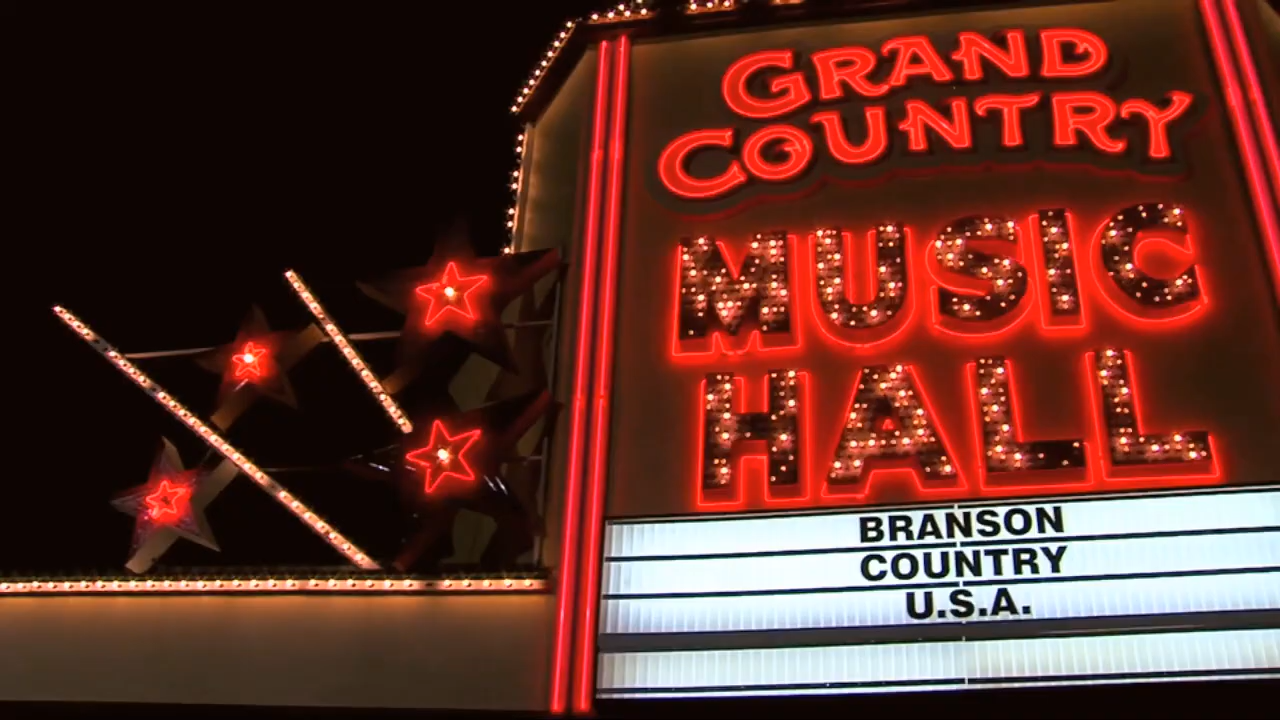 GRAND
COUNTRY
MUSIC
HALL
BRANSON
COUNTRY
U.S.A.